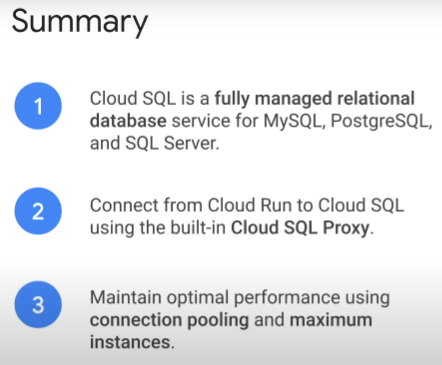 Summary
1
Cloud SQL is a fully managed relational
database service for MySQL, PostgreSQL,
and SQL Server.
2
Connect from Cloud Run to Cloud SQL
using the built-in Cloud SQL Proxy.
3
Maintain optimal performance using
connection pooling and maximum
instances.